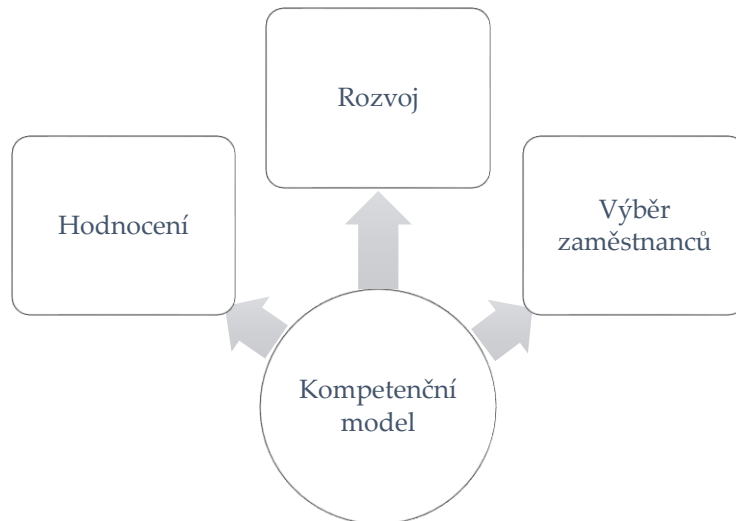 Rozvoj
Hodnocení
Výběr
zaměstnanců
Kompetenční
model